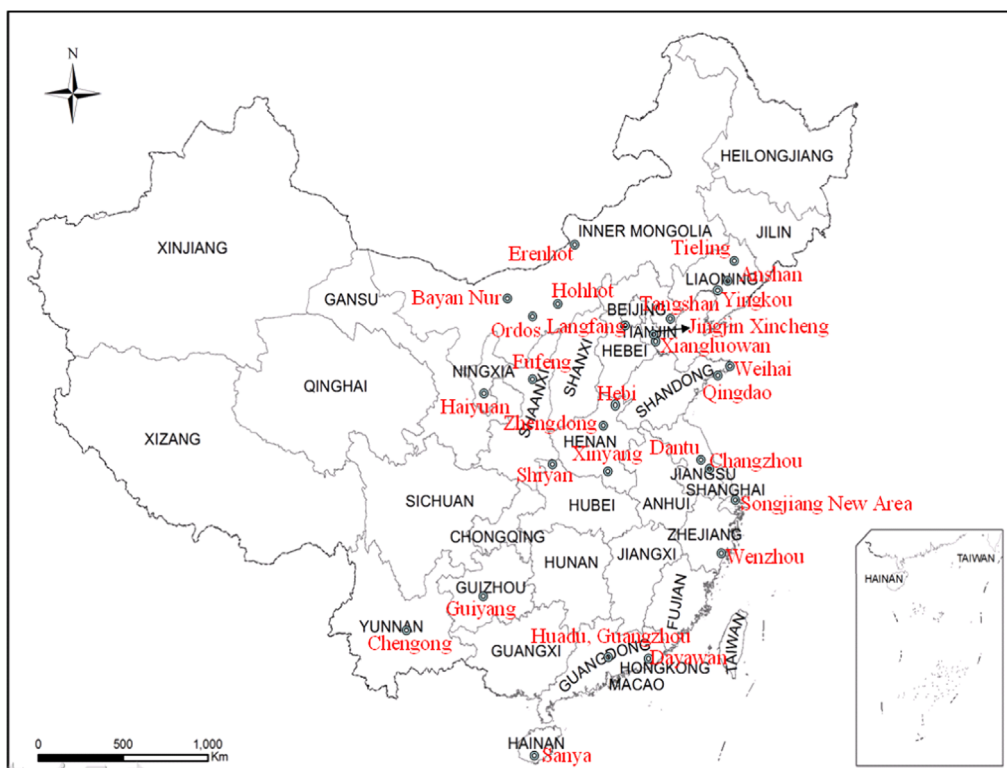 N
HEILONGJIANG
INNER MONGOLIA
JILIN
XINJIANG
Erenhot
Tieling
LIAONING
Anshan
GANSU
Bayan Nur
Hohhot
Yingkou
BEIJING
Tangshan
Ordos
Langfang
TIANJIN
Jingjin Xincheng
Xiangluowan
HEBEI
SHANXI
Fufeng
NINGXIA
Weihai
QINGHAI
SHAANXI
SHANDONG
Qingdao
Haiyuan
Hebi
Zhengdong
XIZANG
HENAN
Dantu
Xinyang
Changzhou
Shiyan
JIANGSU
SHANGHAI
SICHUAN
HUBEI
ANHUI
Songjiang New Area
CHONGQING
ZHEJIANG
HUNAN
JIANGXI
Wenzhou
TAIWAN
HAINAN
GUIZHOU
Guiyang
FUJIAN
YUNNAN
Chengong
Huadu, Guangzhou
GUANGXI
GUANGDONG
Dayawan
HONGKONG
MACAO
TAIWAN
HAINAN
Sanya
0 500 1,000
Km